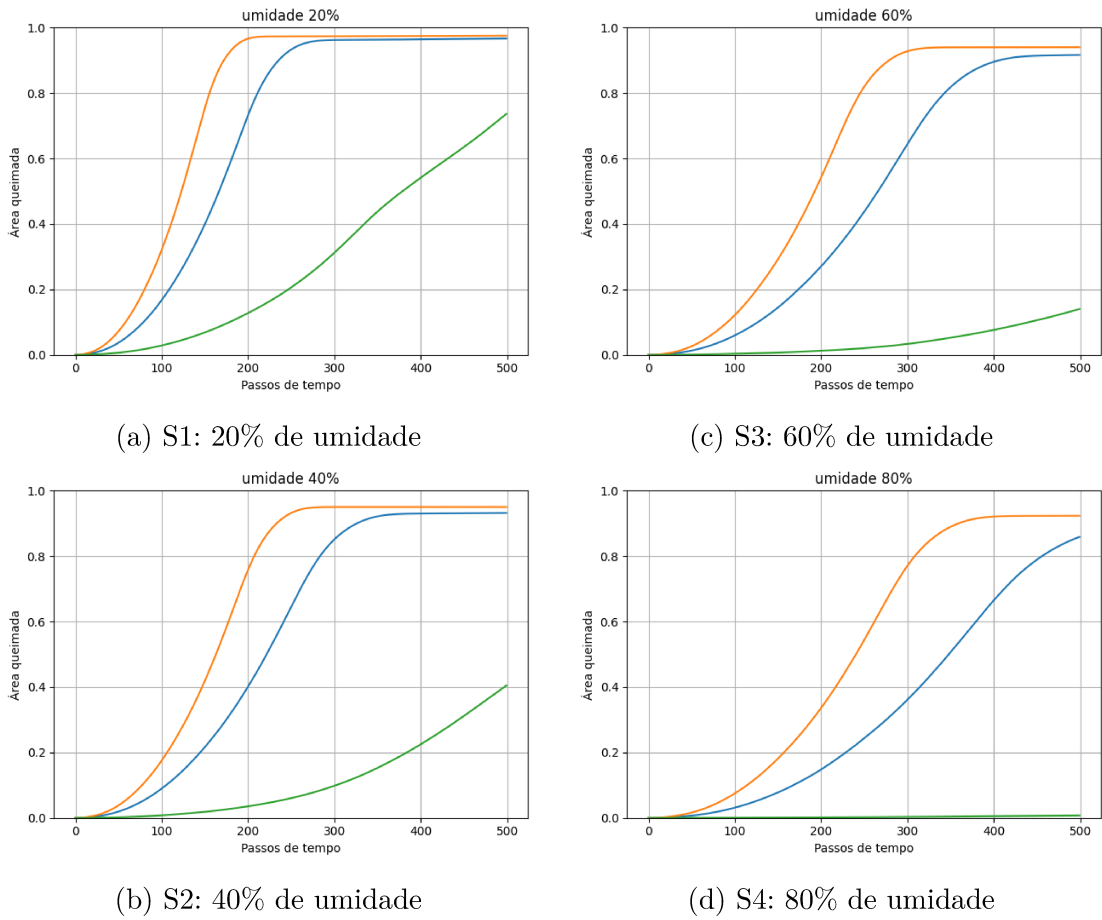 umidade 20%
1.0
0.8
0.6
0.4
0.2
0.0
Área queimada
0 100 200 300 400 500
Passos de tempo
(a) S1: 20% de umidade
umidade 60%
1.0
0.8
0.6
0.4
0.2
0.0
Área queimada
0 100 200 300 400 500
Passos de tempo
(c) S3: 60% de umidade
umidade 40%
1.0
0.8
0.6
0.4
0.2
0.0
Área queimada
0 100 200 300 400 500
Passos de tempo
(b) S2: 40% de umidade
umidade 80%
1.0
0.8
0.6
0.4
0.2
0.0
Área queimada
0 100 200 300 400 500
Passos de tempo
(d) S4: 80% de umidade